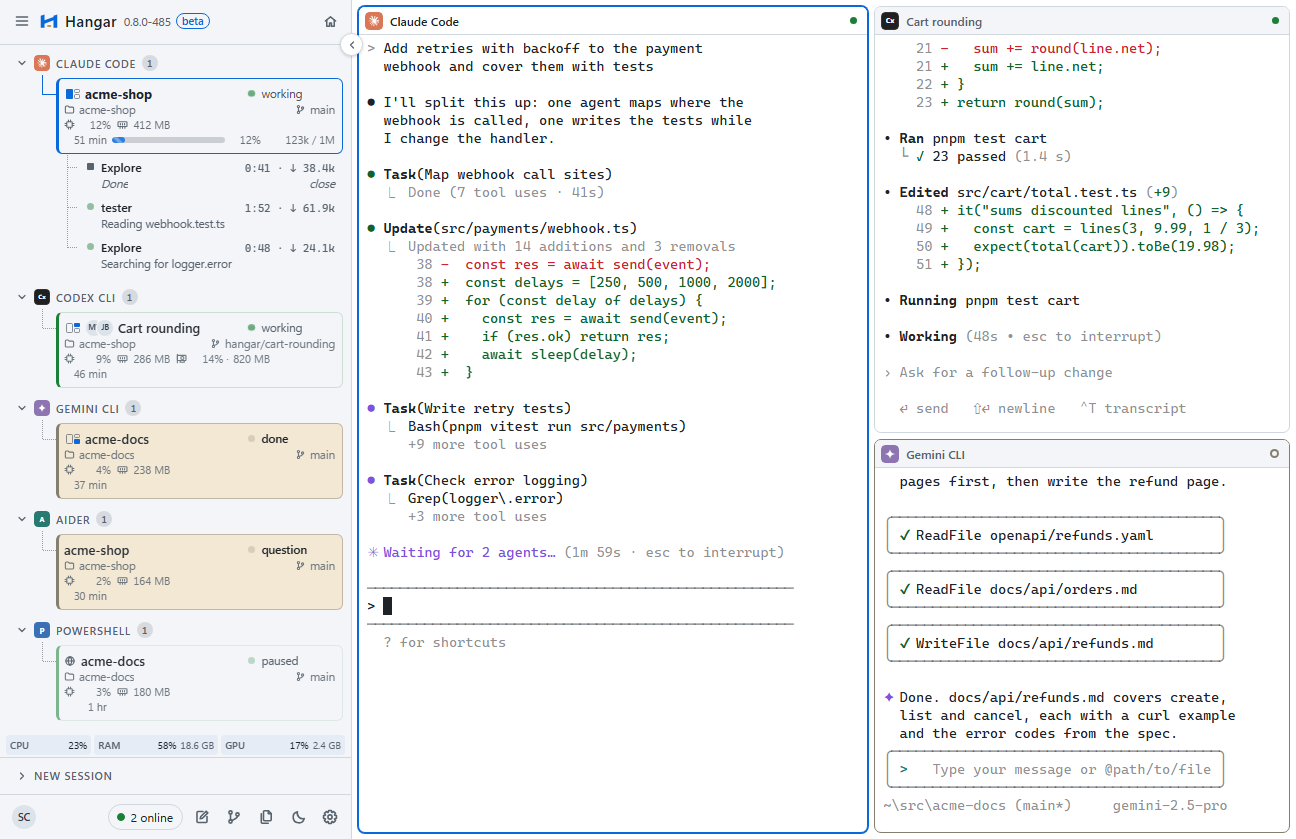 Hangar 0.8.0-485 beta
CLAUDE CODE 1
acme-shop working
acme-shop main
12% 412 MB
51 min 12% 123k / 1M
Explore 0:41 · ↓ 38.4k
Done close
tester 1:52 · ↓ 61.9k
Reading webhook.test.ts
Explore 0:48 · ↓ 24.1k
Searching for logger.error
CODEX CLI 1
M JB Cart rounding working
acme-shop hangar/cart-rounding
9% 286 MB 14% · 820 MB
46 min
GEMINI CLI 1
acme-docs done
acme-docs main
4% 238 MB
37 min
A AIDER 1
acme-shop question
acme-shop main
2% 164 MB
30 min
P POWERSHELL 1
acme-docs paused
acme-docs main
3% 180 MB
1 hr
CPU 23% RAM 58% 18.6 GB GPU 17% 2.4 GB
NEW SESSION
SC 2 online
Claude Code
> Add retries with backoff to the payment
webhook and cover them with tests
● I'll split this up: one agent maps where the
webhook is called, one writes the tests while
I change the handler.
● Task(Map webhook call sites)
⎿ Done (7 tool uses · 41s)
● Update(src/payments/webhook.ts)
⎿ Updated with 14 additions and 3 removals
38 - const res = await send(event);
38 + const delays = [250, 500, 1000, 2000];
39 + for (const delay of delays) {
40 + const res = await send(event);
41 + if (res.ok) return res;
42 + await sleep(delay);
43 + }
● Task(Write retry tests)
⎿ Bash(pnpm vitest run src/payments)
+9 more tool uses
● Task(Check error logging)
⎿ Grep(logger\.error)
+3 more tool uses
✳ Waiting for 2 agents… (1m 59s · esc to interrupt)
>
? for shortcuts
Cx Cart rounding
21 - sum += round(line.net);
21 + sum += line.net;
22 + }
23 + return round(sum);
• Ran pnpm test cart
└ ✓ 23 passed (1.4 s)
• Edited src/cart/total.test.ts (+9)
48 + it("sums discounted lines", () => {
49 + const cart = lines(3, 9.99, 1 / 3);
50 + expect(total(cart)).toBe(19.98);
51 + });
• Running pnpm test cart
• Working (48s • esc to interrupt)
› Ask for a follow-up change
⏎ send ⇧⏎ newline ⌃T transcript
Gemini CLI
pages first, then write the refund page.
✓ ReadFile openapi/refunds.yaml
✓ ReadFile docs/api/orders.md
✓ WriteFile docs/api/refunds.md
✦ Done. docs/api/refunds.md covers create,
list and cancel, each with a curl example
and the error codes from the spec.
> Type your message or @path/to/file
~\src\acme-docs (main*) gemini-2.5-pro